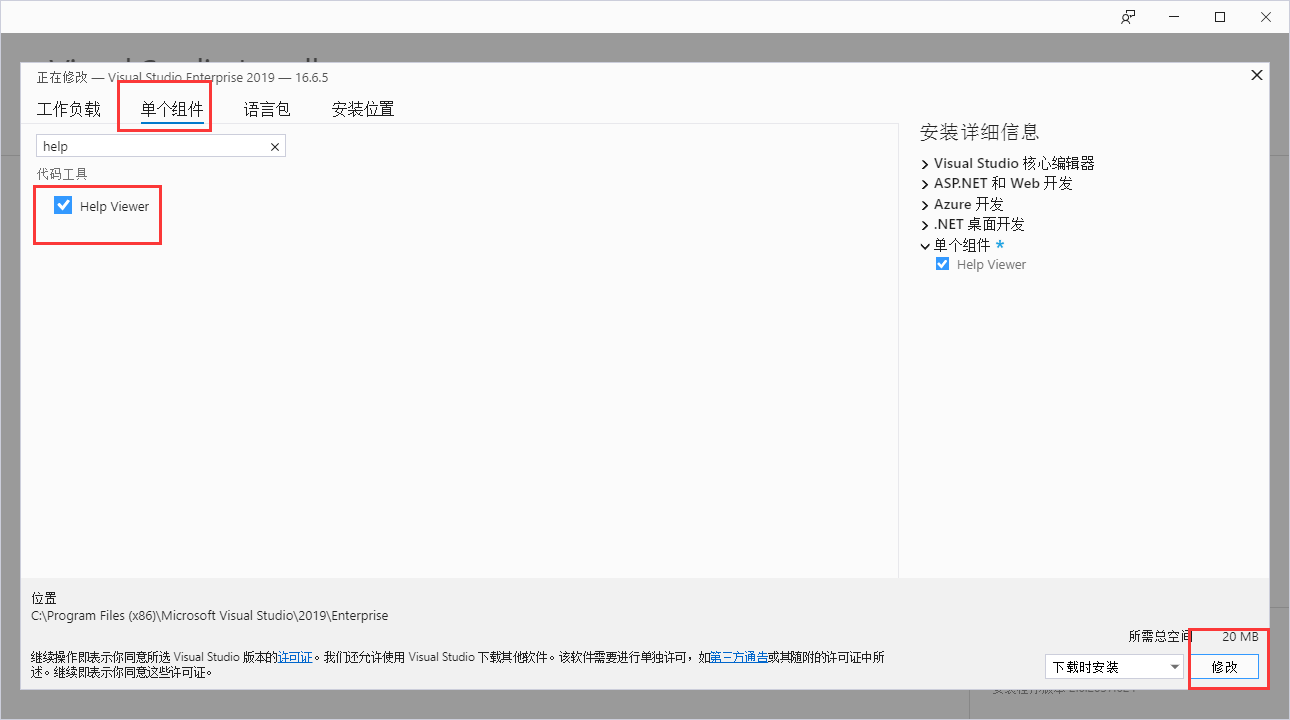 正在修改 — Visual Studio Enterprise 2019 — 16.6.5
工作负载
单个组件
语言包
安装位置
help
代码工具
Help Viewer
安装详细信息
Visual Studio 核心编辑器
ASP.NET 和 Web 开发
Azure 开发
.NET 桌面开发
单个组件 *
Help Viewer
位置
C:\Program Files (x86)\Microsoft Visual Studio\2019\Enterprise
所需总空间 20 MB
继续操作即表示你同意所选 Visual Studio 版本的许可证。我们还允许使用 Visual Studio 下载其他软件。该软件需要进行单独许可，如第三方通告或其随附的许可证中所
述。继续即表示你同意这些许可证。
下载时安装
修改